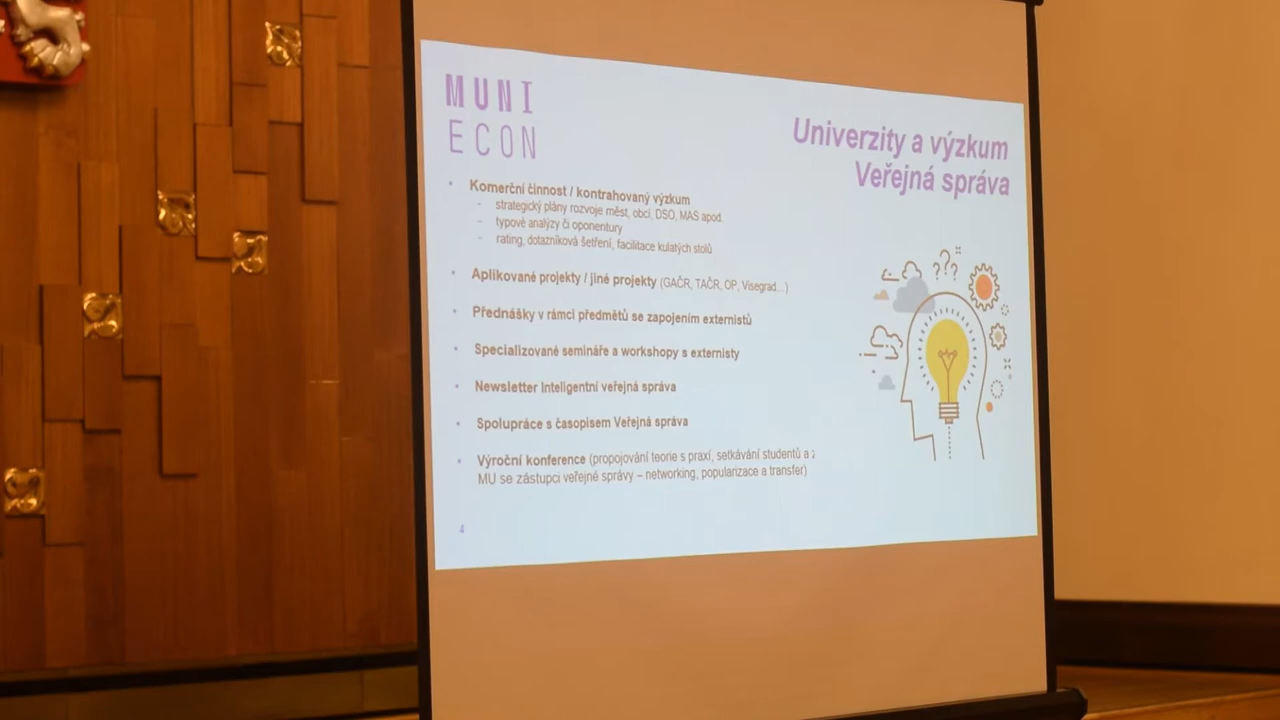 MUNI
ECON
Univerzity a výzkum
Veřejná správa
• Komerční činnost / kontrahovaný výzkum
- strategický plány rozvoje měst, obcí, DSO, MAS apod.
- typové analýzy či oponentury
- rating, dotazníková šetření, facilitace kulatých stolů
• Aplikované projekty / jiné projekty (GAČR, TAČR, OP, Visegrad...)
• Přednášky v rámci předmětů se zapojením externistů
• Specializované semináře a workshopy s externisty
• Newsletter Inteligentní veřejná správa
• Spolupráce s časopisem Veřejná správa
• Výroční konference (propojování teorie s praxí, setkávání studentů a z
MU se zástupci veřejné správy – networking, popularizace a transfer)
4